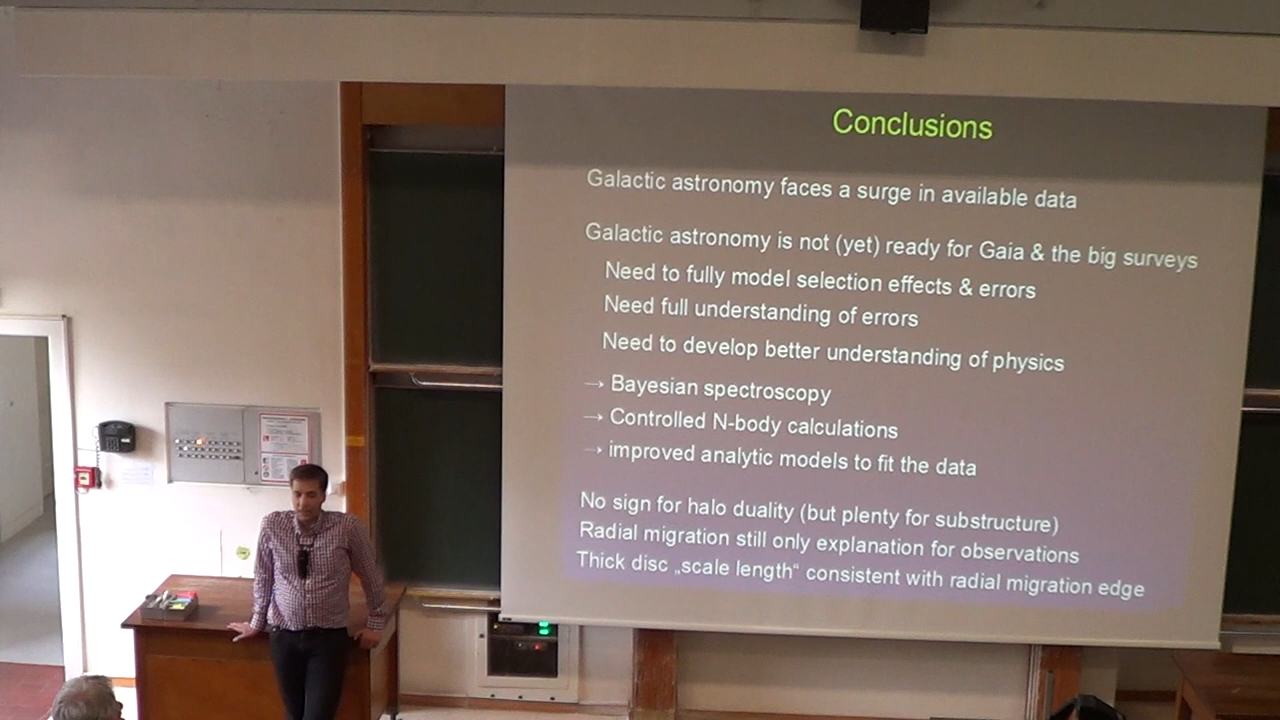 Conclusions
Galactic astronomy faces a surge in available data
Galactic astronomy is not (yet) ready for Gaia & the big surveys
Need to fully model selection effects & errors
Need full understanding of errors
Need to develop better understanding of physics
→ Bayesian spectroscopy
→ Controlled N-body calculations
→ improved analytic models to fit the data
No sign for halo duality (but plenty for substructure)
Radial migration still only explanation for observations
Thick disc „scale length“ consistent with radial migration edge